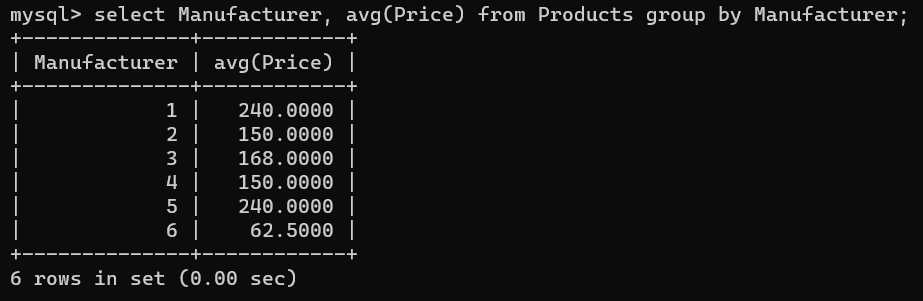 mysql> select Manufacturer, avg(Price) from Products group by Manufacturer;
+--------------+------------+
| Manufacturer | avg(Price) |
+--------------+------------+
|            1 |   240.0000 |
|            2 |   150.0000 |
|            3 |   168.0000 |
|            4 |   150.0000 |
|            5 |   240.0000 |
|            6 |    62.5000 |
+--------------+------------+
6 rows in set (0.00 sec)